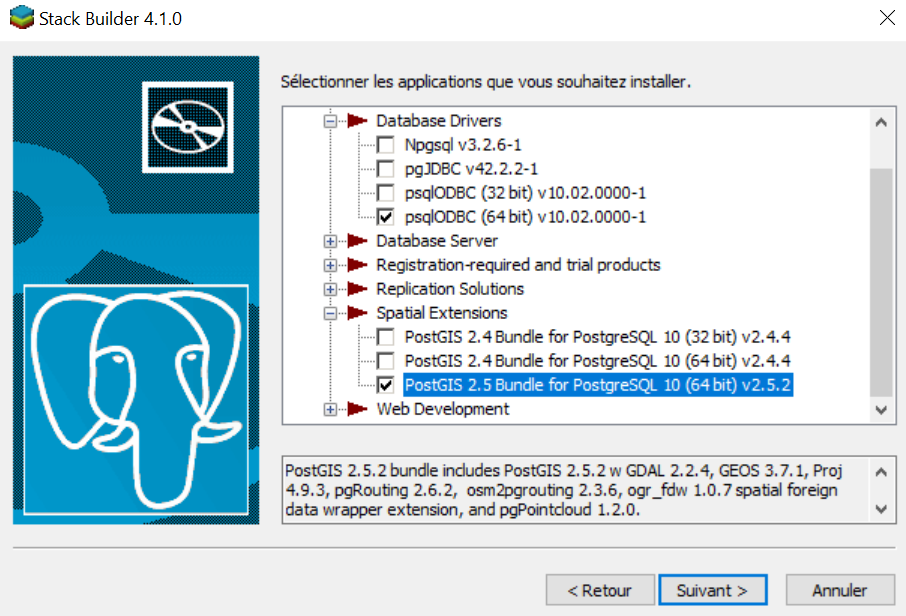 Stack Builder 4.1.0
Sélectionner les applications que vous souhaitez installer.
Database Drivers
Npgsql v3.2.6-1
pgJDBC v42.2.2-1
psqlODBC (32 bit) v10.02.0000-1
psqlODBC (64 bit) v10.02.0000-1
Database Server
Registration-required and trial products
Replication Solutions
Spatial Extensions
PostGIS 2.4 Bundle for PostgreSQL 10 (32 bit) v2.4.4
PostGIS 2.4 Bundle for PostgreSQL 10 (64 bit) v2.4.4
PostGIS 2.5 Bundle for PostgreSQL 10 (64 bit) v2.5.2
Web Development
PostGIS 2.5.2 bundle includes PostGIS 2.5.2 w GDAL 2.2.4, GEOS 3.7.1, Proj
4.9.3, pgRouting 2.6.2,  osm2pgrouting 2.3.6, ogr_fdw 1.0.7 spatial foreign
data wrapper extension, and pgPointcloud 1.2.0.
< Retour
Suivant >
Annuler